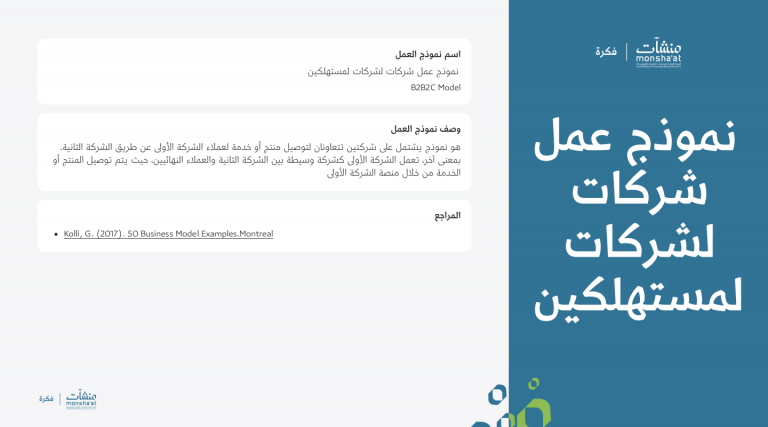 منشآت
monsha'at
فكرة
نموذج عمل
شركات
لشركات
لمستهلكين
اسم نموذج العمل
نموذج عمل شركات لشركات لمستهلكين
B2B2C Model
وصف نموذج العمل
هو نموذج يشتمل على شركتين تتعاونان لتوصيل منتج أو خدمة لعملاء الشركة الأولى عن طريق الشركة الثانية.
بمعنى آخر، تعمل الشركة الأولى كشركة وسيطة بين الشركة الثانية والعملاء النهائيين، حيث يتم توصيل المنتج أو
الخدمة من خلال منصة الشركة الأولى
المراجع
• Kolli, G. (2017). 50 Business Model Examples.Montreal
منشآت
monsha'at
فكرة